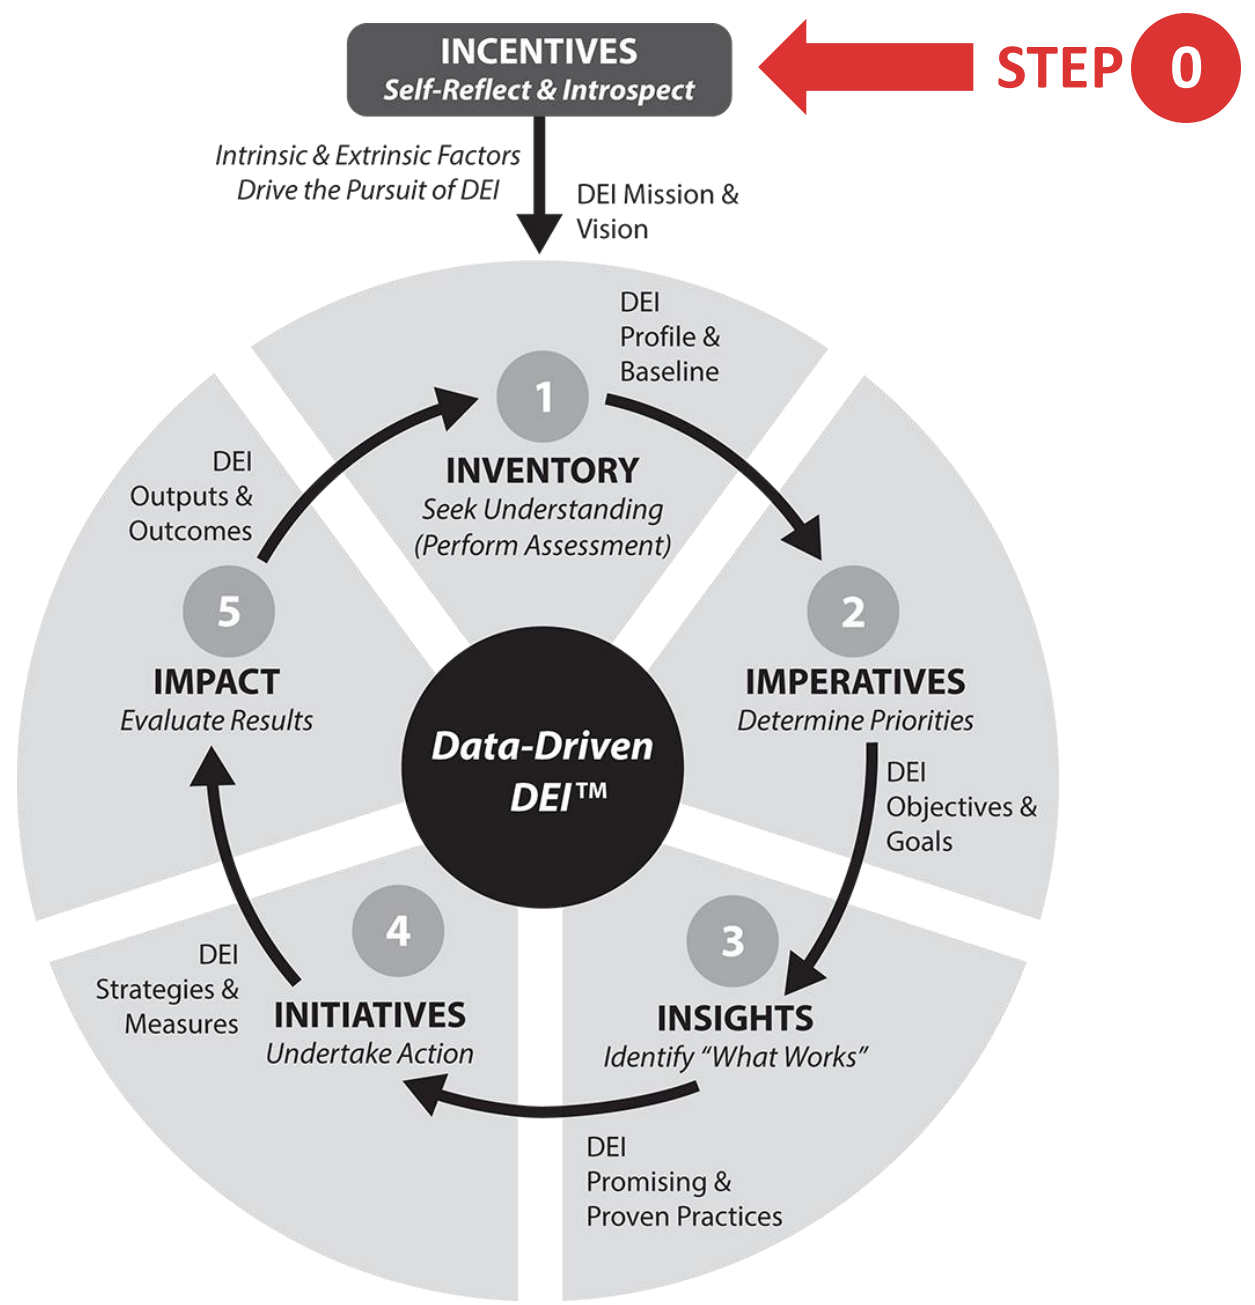 INCENTIVES
Self-Reflect & Introspect
STEP 0
Intrinsic & Extrinsic Factors
Drive the Pursuit of DEI
DEI Mission &
Vision
DEI
Profile &
Baseline
1
INVENTORY
Seek Understanding
(Perform Assessment)
2
IMPERATIVES
Determine Priorities
DEI
Objectives &
Goals
3
INSIGHTS
Identify “What Works”
DEI
Promising &
Proven Practices
4
INITIATIVES
Undertake Action
DEI
Strategies &
Measures
5
IMPACT
Evaluate Results
DEI
Outputs &
Outcomes
Data-Driven
DEI™